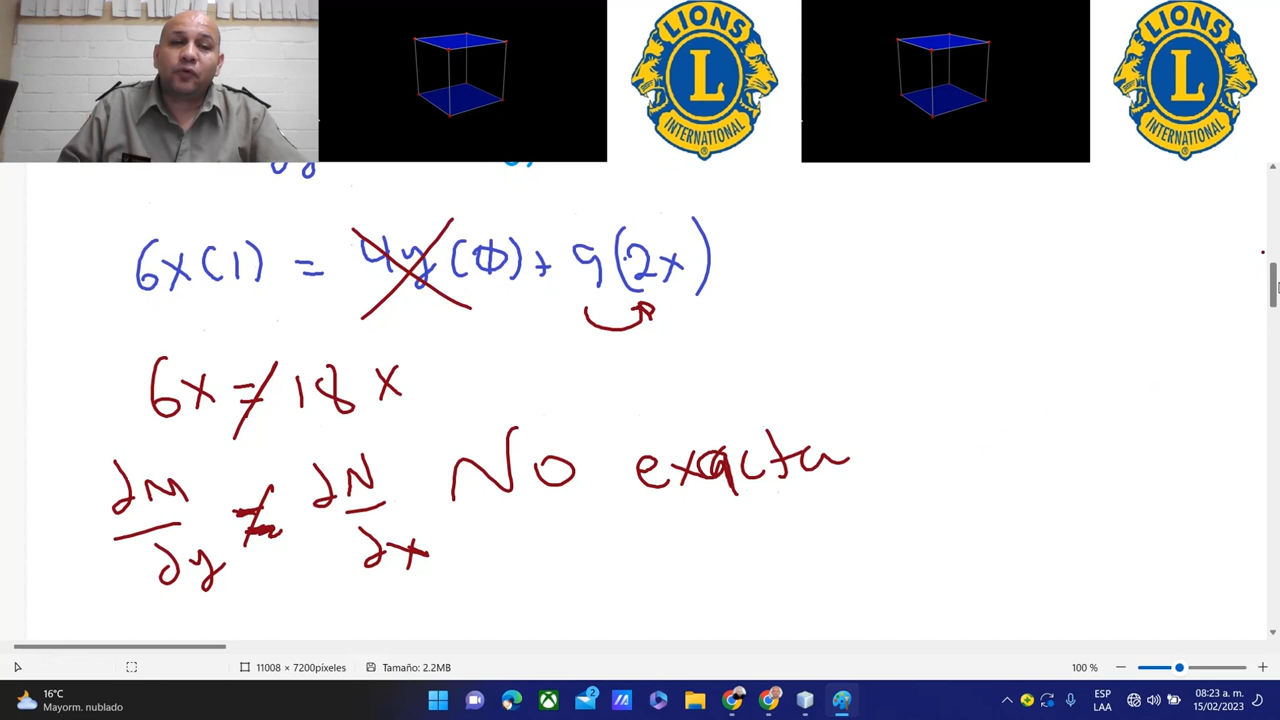 LIONS
L
INTERNATIONAL
®
LIONS
L
INTERNATIONAL
®
6x(1) = 4y(0) + 9(2x)
6x ≠ 18x
∂M/∂y ≠ ∂N/∂x No exacta
11008 × 7200píxeles
Tamaño: 2.2MB
100 %
16°C
Mayorm. nublado
2
ESP
LAA
08:23 a. m.
15/02/2023